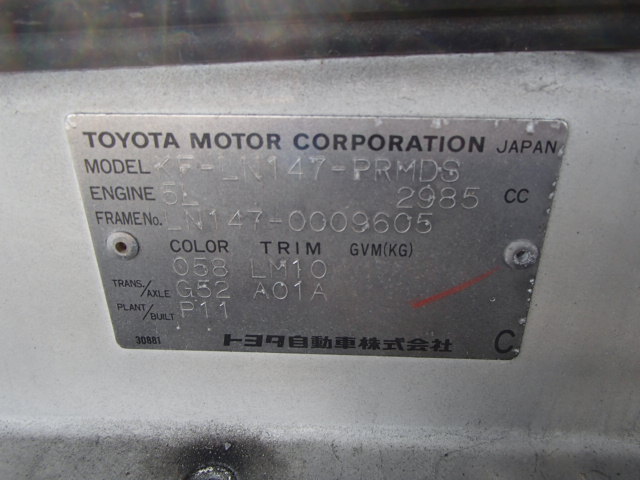 TOYOTA MOTOR CORPORATION JAPAN
MODEL KF-LN147-PRMDS
ENGINE 5L 2985 CC
FRAME No. LN147-0009605
COLOR TRIM GVM(KG)
058 LM10
TRANS./AXLE G52 A01A
PLANT/BUILT P11
30881 トヨタ自動車株式会社 C